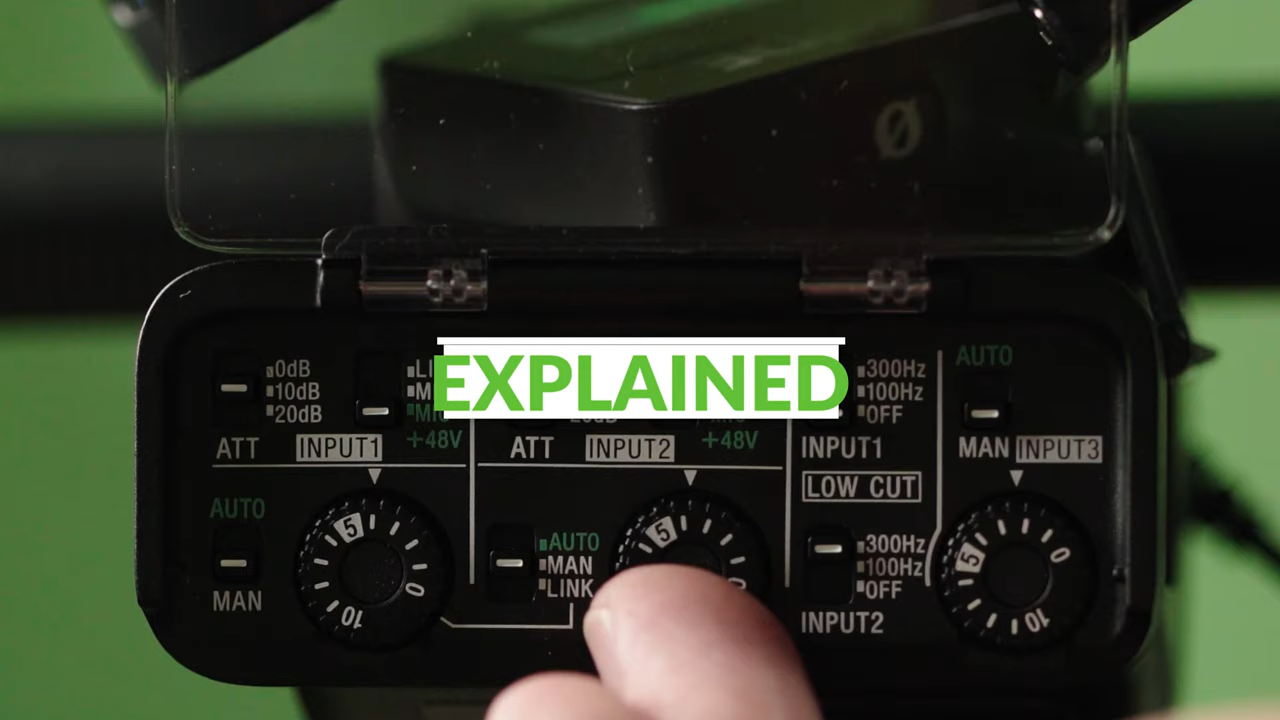 Ø
EXPLAINED
0dB
10dB
20dB
ATT
INPUT1
+48V
20dB
ATT
INPUT2
+48V
300Hz
100Hz
OFF
INPUT1
LOW CUT
300Hz
100Hz
OFF
INPUT2
AUTO
MAN INPUT3
AUTO
MAN
5
0
10
AUTO
MAN
LINK
5
5
0
10